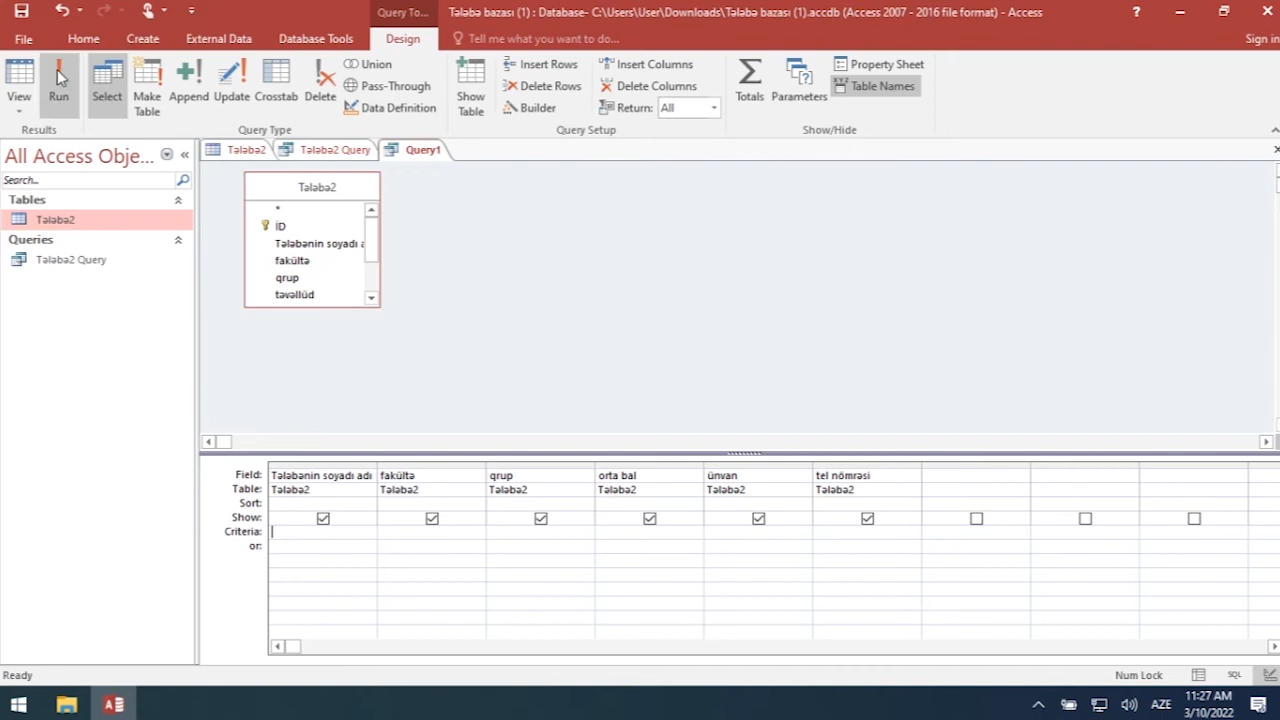 Query To...
Tələbə bazası (1) : Database- C:\Users\User\Downloads\Tələbə bazası (1).accdb (Access 2007 - 2016 file format) - Access
?
File
Home
Create
External Data
Database Tools
Design
Tell me what you want to do...
Sign in
View
Run
Select
Make Table
Append
Update
Crosstab
Delete
Union
Pass-Through
Data Definition
Show Table
Insert Rows
Delete Rows
Builder
Insert Columns
Delete Columns
Return: All
Totals
Parameters
Property Sheet
Table Names
Results
Query Type
Query Setup
Show/Hide
All Access Obje...
Search...
Tables
Tələbə2
Queries
Tələbə2 Query
Tələbə2
Tələbə2 Query
Query1
Tələbə2
*
İD
Tələbənin soyadı a
fakültə
qrup
təvəllüd
Field: Tələbənin soyadı adı fakültə qrup orta bal ünvan tel nömrəsi
Table: Tələbə2 Tələbə2 Tələbə2 Tələbə2 Tələbə2 Tələbə2
Sort:
Show:
Criteria:
or:
Ready
Num Lock
SQL
AZE
11:27 AM
3/10/2022